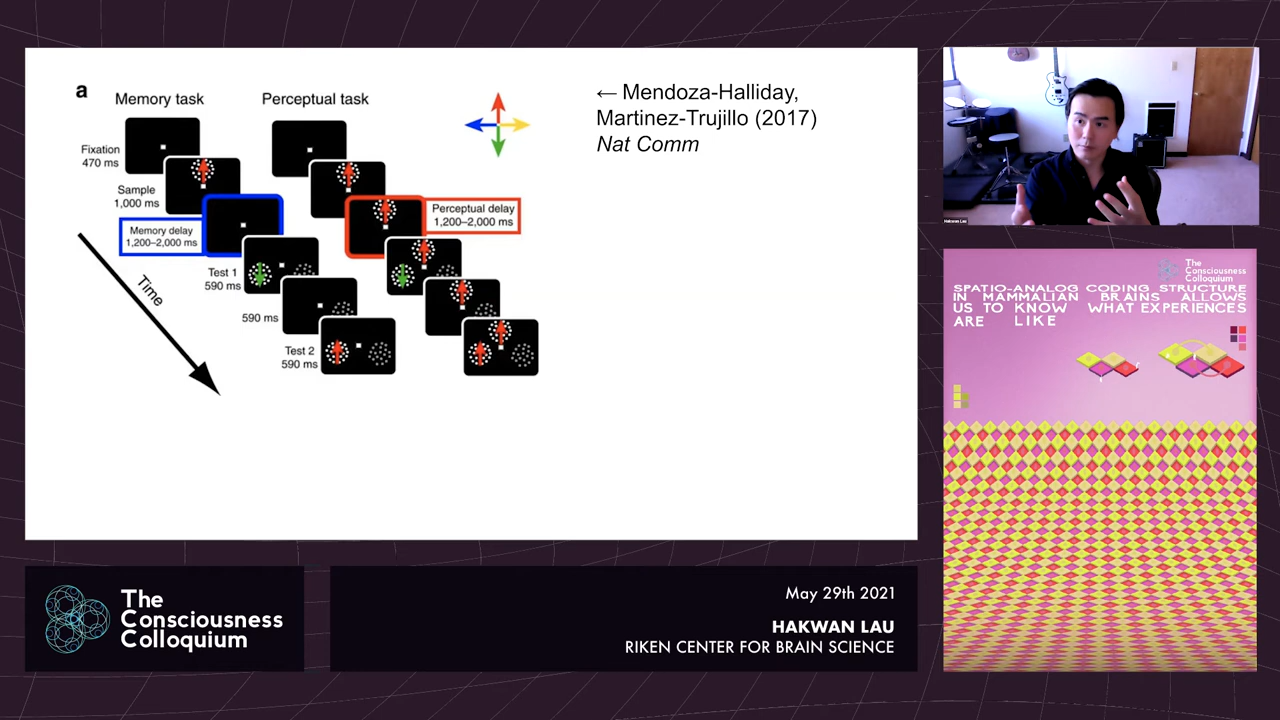 a
Memory task
Perceptual task
← Mendoza-Halliday,
Martinez-Trujillo (2017)
Nat Comm
Fixation
470 ms
Sample
1,000 ms
Memory delay
1,200–2,000 ms
Perceptual delay
1,200–2,000 ms
Test 1
590 ms
590 ms
Test 2
590 ms
Time
Hakwan Lau
The
Consciousness
Colloquium
SPATIO-ANALOG CODING STRUCTURE
IN MAMMALIAN BRAINS ALLOWS
US TO KNOW WHAT EXPERIENCES
ARE LIKE
The
Consciousness
Colloquium
May 29th 2021
HAKWAN LAU
RIKEN CENTER FOR BRAIN SCIENCE